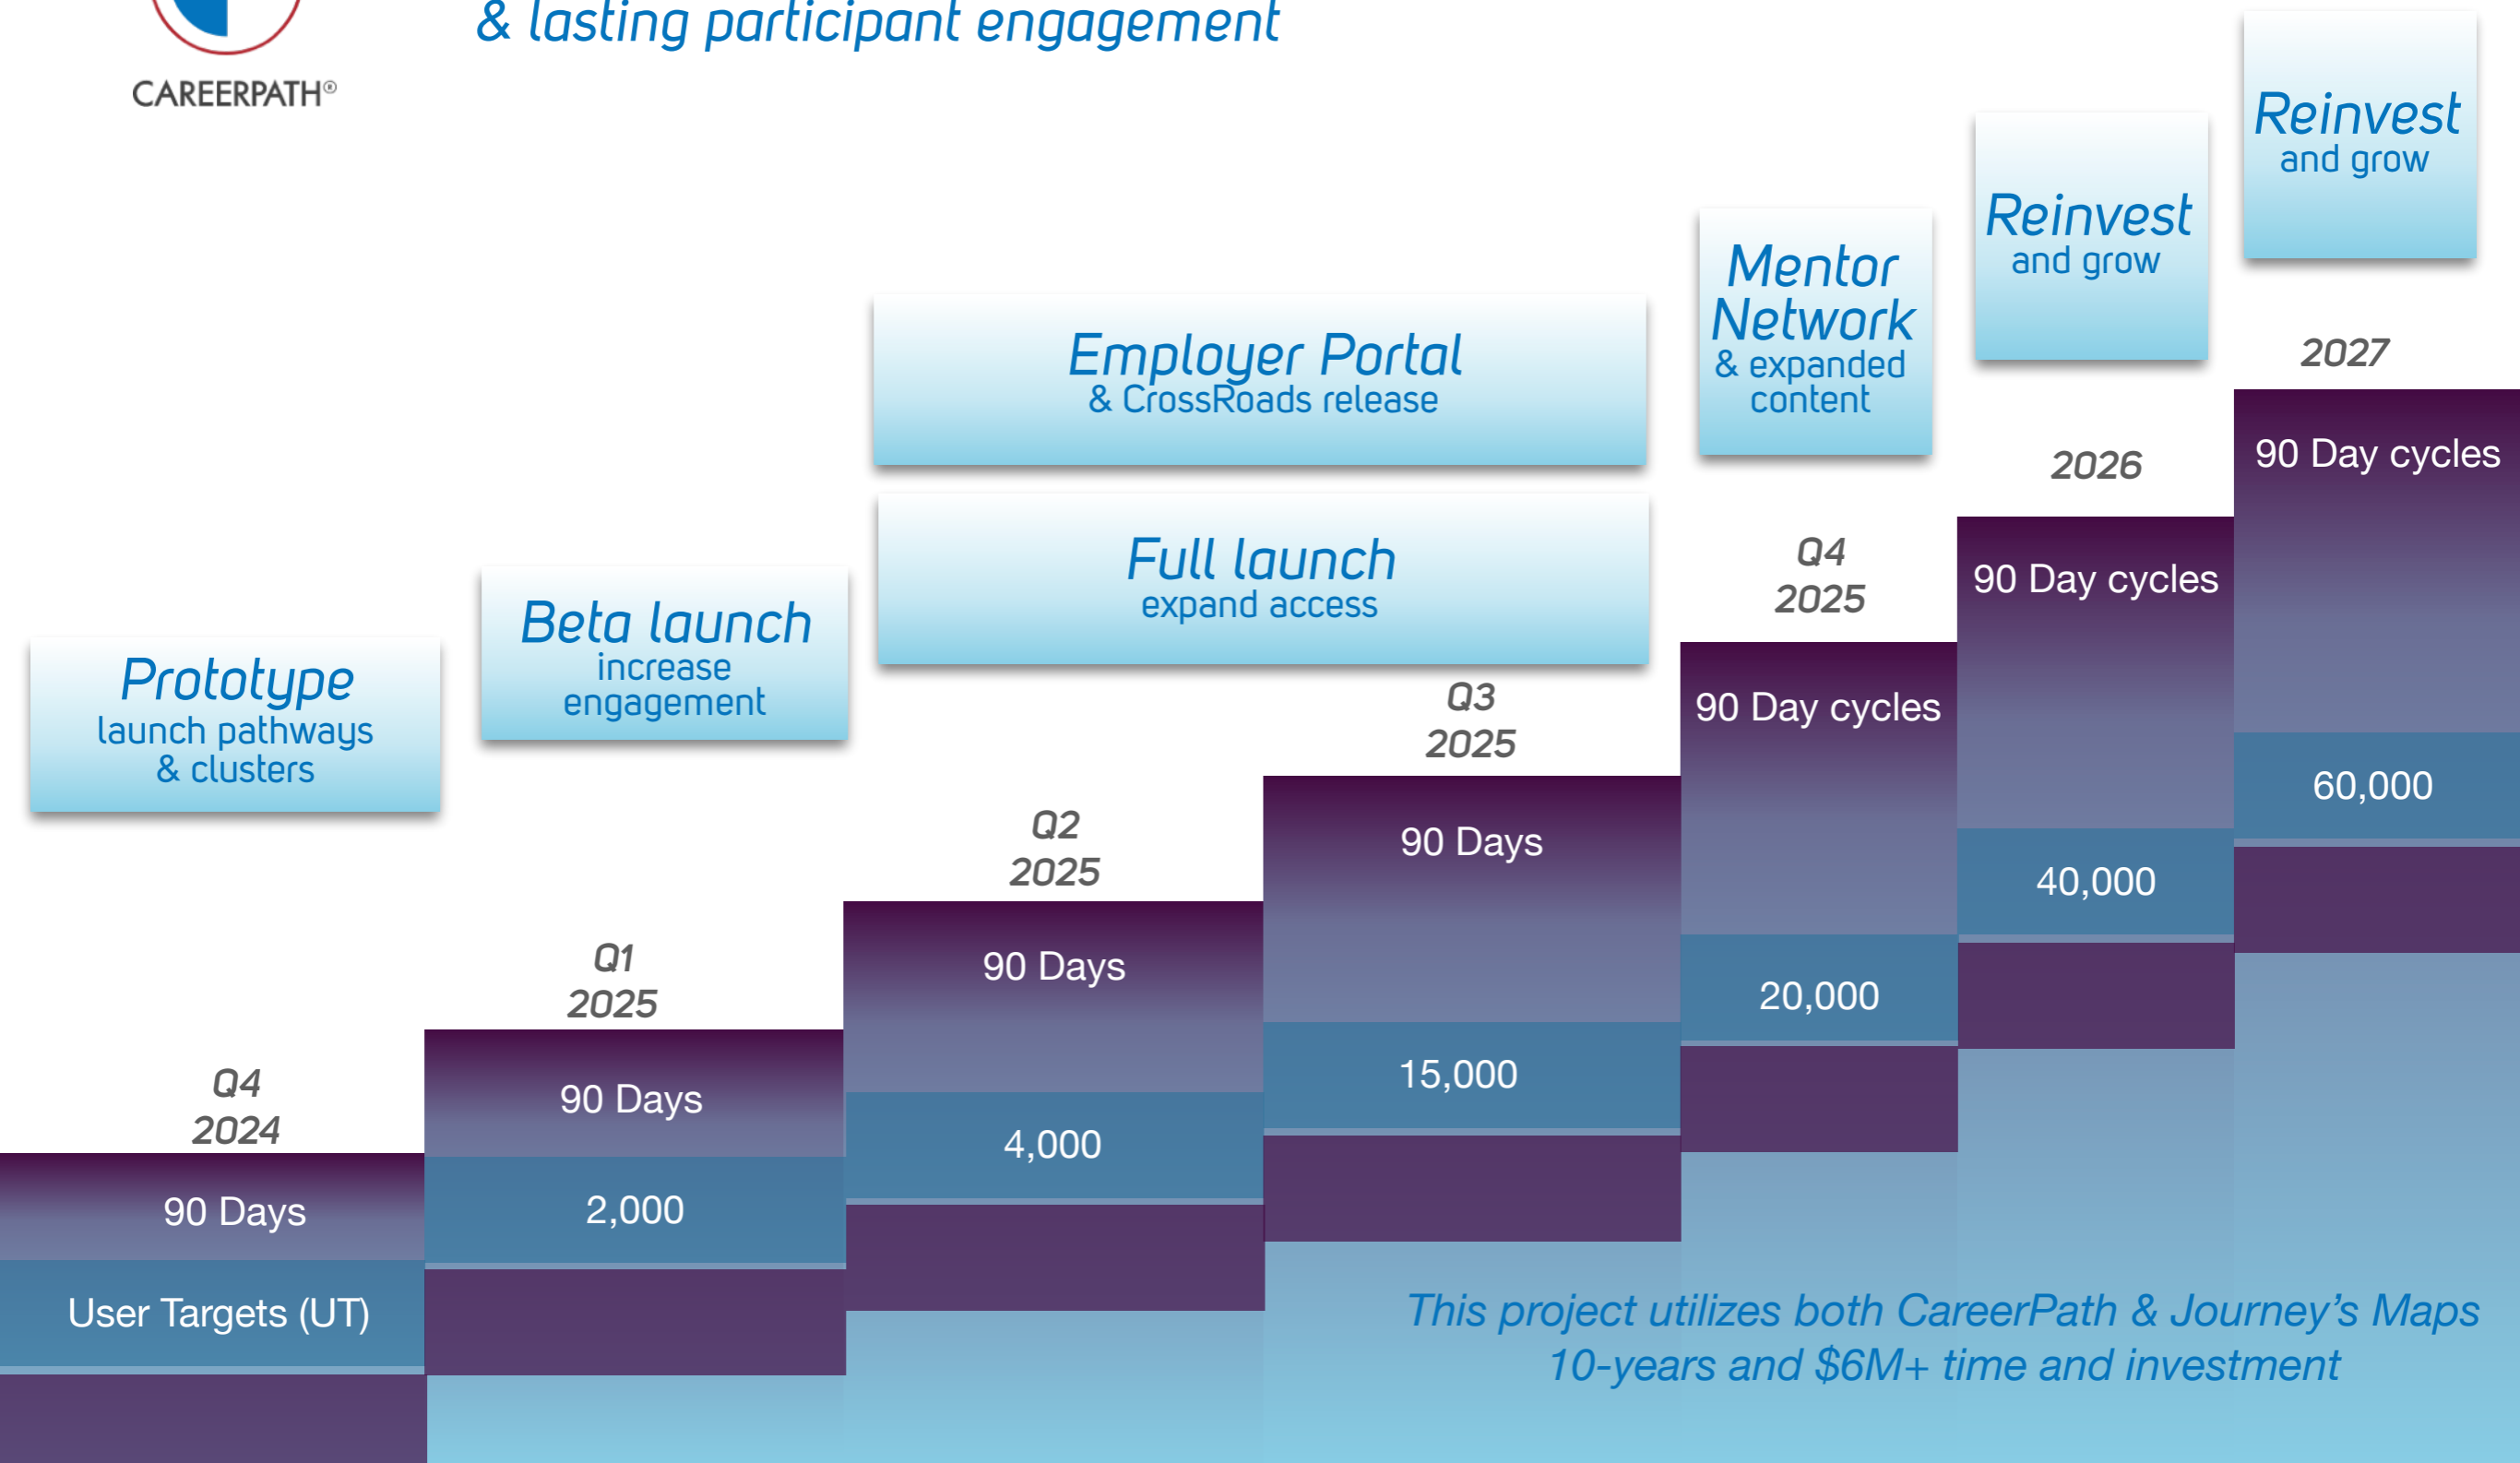 & lasting participant engagement
CAREERPATH®
Prototype
launch pathways
& clusters
Beta launch
increase
engagement
Employer Portal
& CrossRoads release
Full launch
expand access
Mentor
Network
& expanded
content
Reinvest
and grow
Reinvest
and grow
Q4
2024
90 Days
User Targets (UT)
Q1
2025
90 Days
2,000
Q2
2025
90 Days
4,000
Q3
2025
90 Days
15,000
Q4
2025
90 Day cycles
20,000
2026
90 Day cycles
40,000
2027
90 Day cycles
60,000
This project utilizes both CareerPath & Journey’s Maps
10-years and $6M+ time and investment